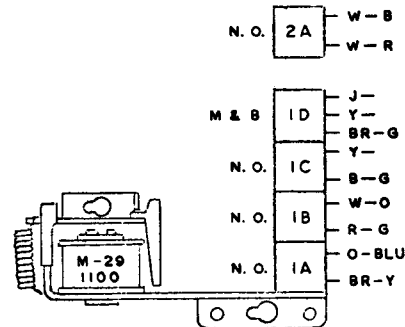 W-B
N. O. 2A
W-R
J-
M & B 1D Y-
BR-G
Y-
N. O. 1C
B-G
W-O
N. O. 1B
R-G
O-BLU
M-29
1100
N. O. 1A
BR-Y